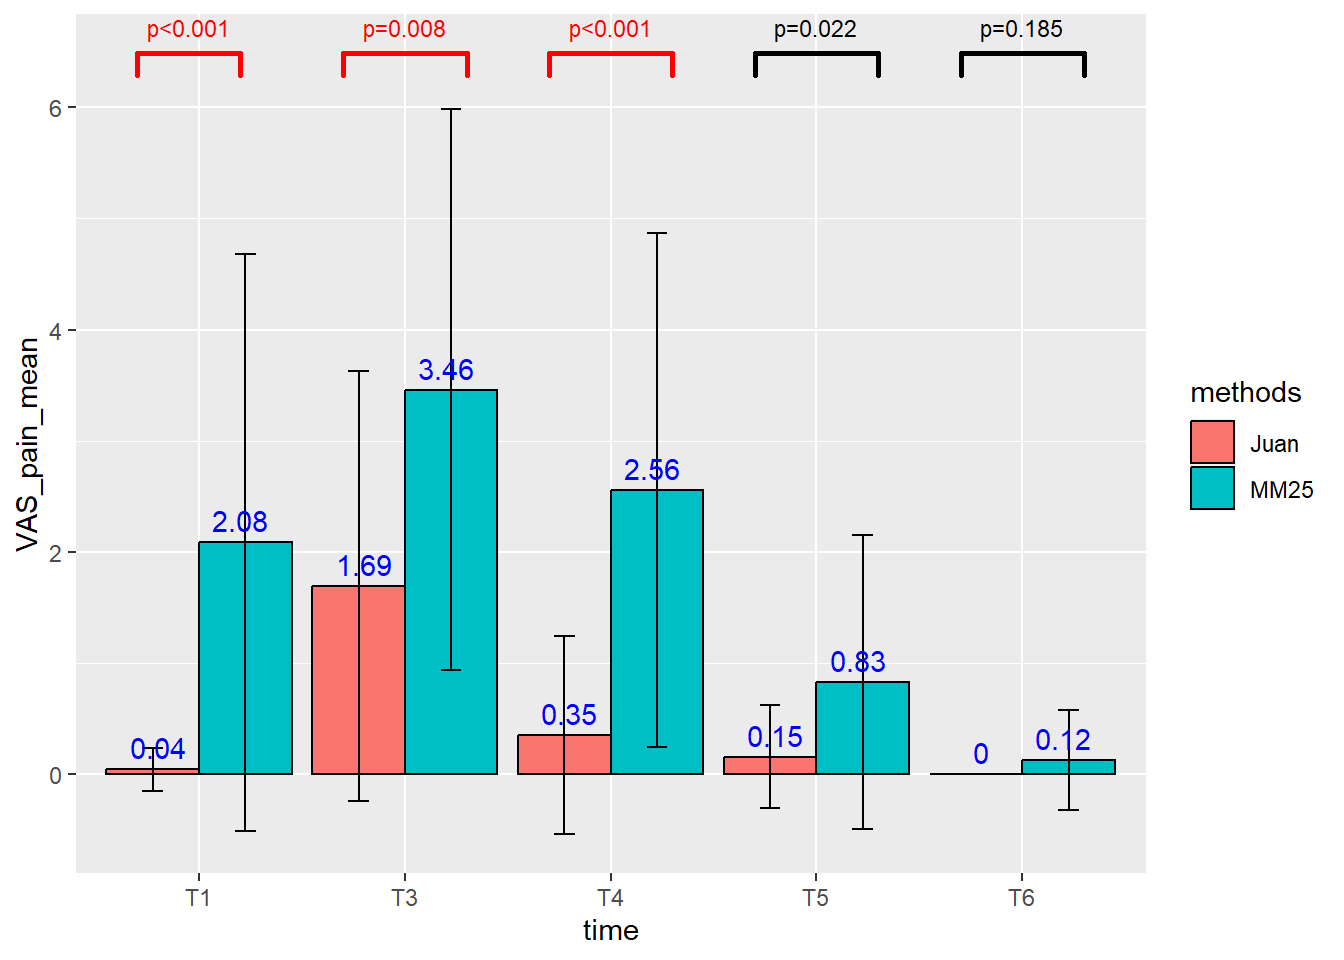 p<0.001 p=0.008 p<0.001 p=0.022 p=0.185
6
4
2
0
VAS_pain_mean
0.04 2.08 1.69 3.46 0.35 2.56 0.15 0.83 0 0.12
T1 T3 T4 T5 T6
time
methods
Juan
MM25